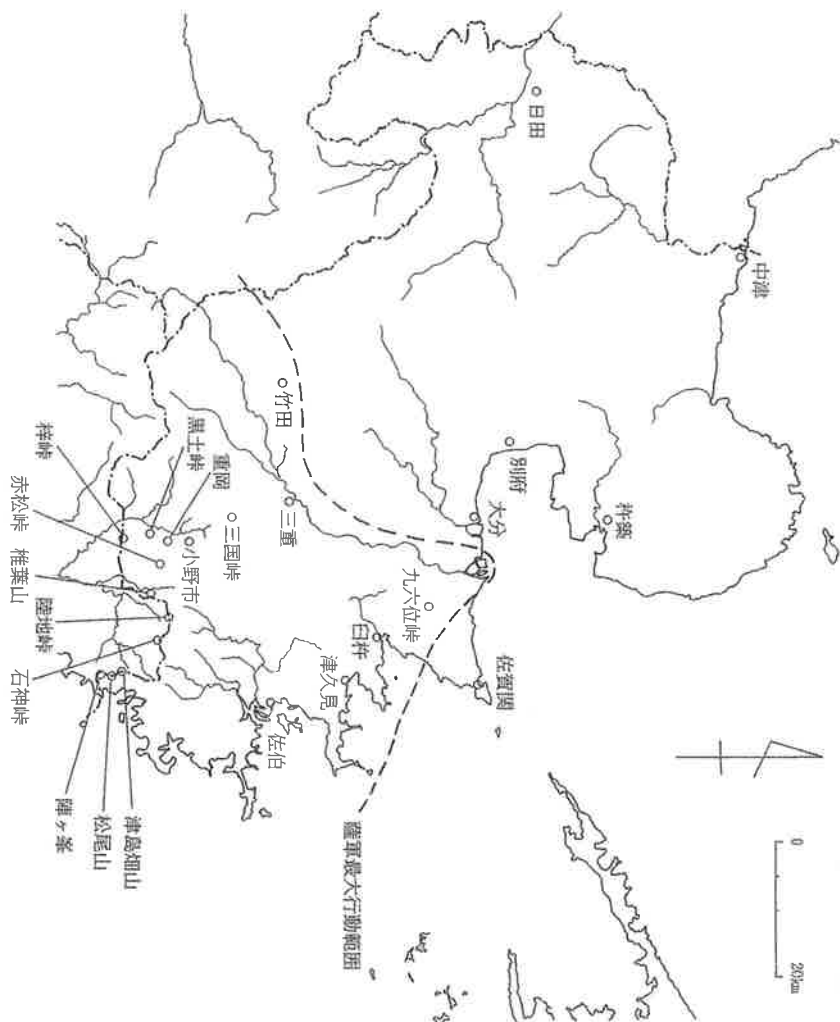 中津
日田
杵築
別府
大分
佐賀関
九六位峠
臼杵
津久見
竹田
三重
三国峠
小野市
重岡
黒土峠
梓峠
赤松峠
椎葉山
陸地峠
石神峠
佐伯
津島畑山
松尾山
陣ヶ峯
薩軍最大行動範囲
0
20km